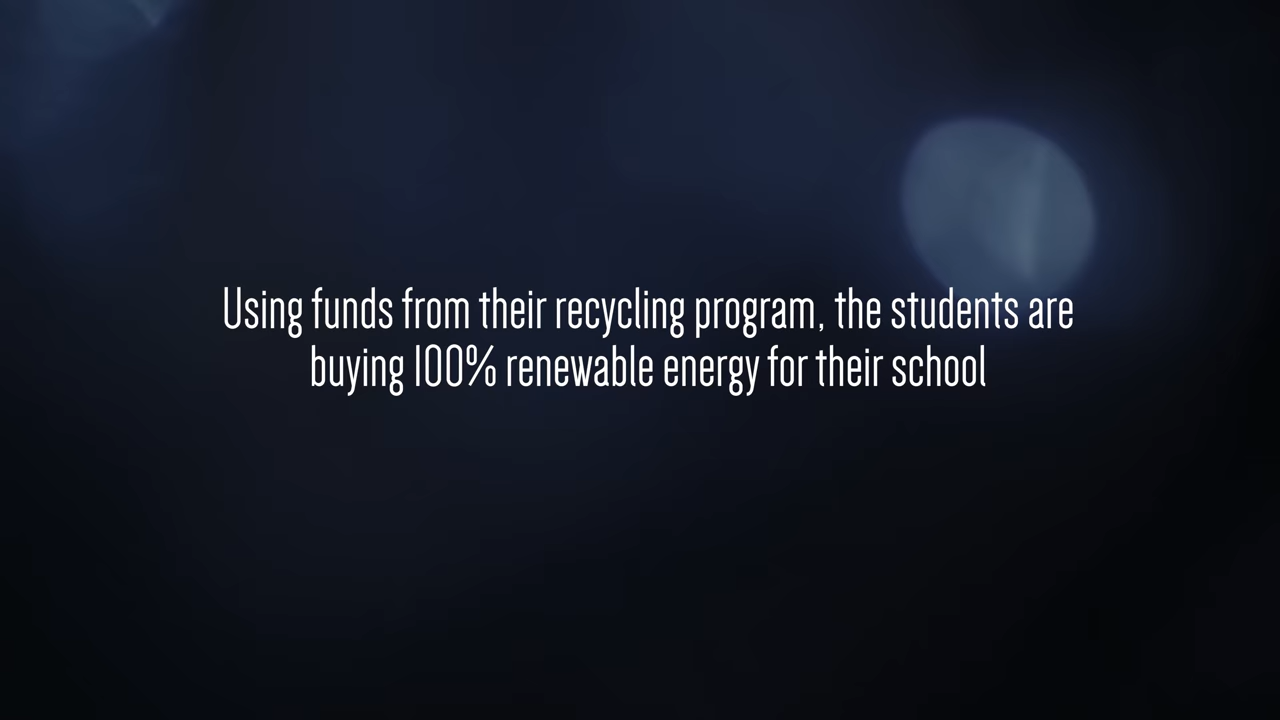 Using funds from their recycling program, the students are
buying 100% renewable energy for their school